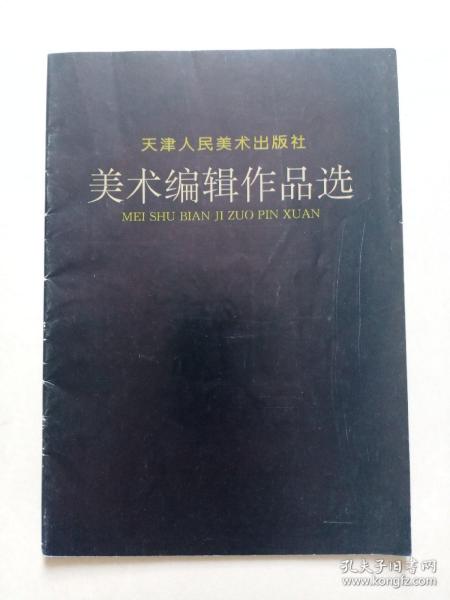 天津人民美术出版社
美术编辑作品选
MEI SHU BIAN JI ZUO PIN XUAN
孔夫子旧书网
www.kongfz.com